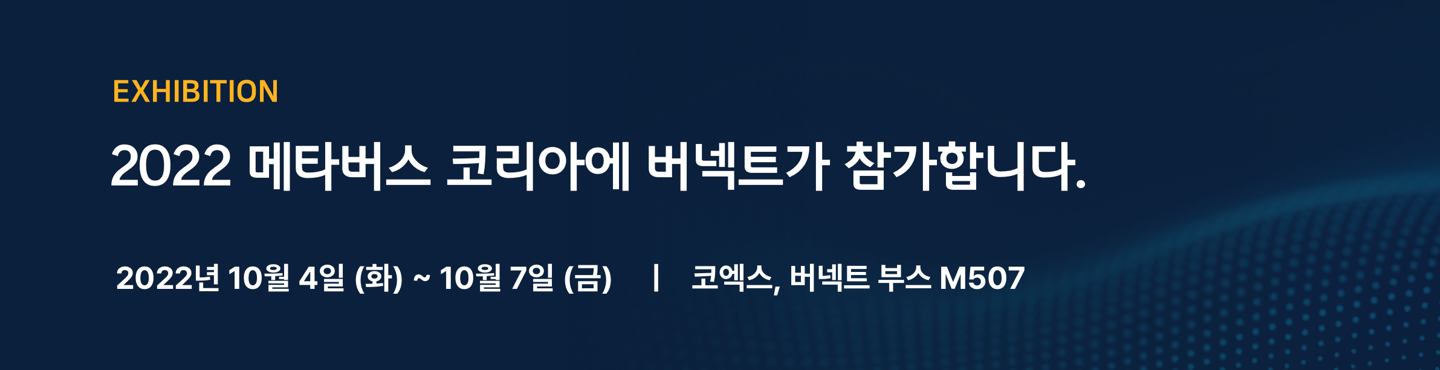 EXHIBITION
2022 메타버스 코리아에 버넥트가 참가합니다.
2022년 10월 4일 (화) ~ 10월 7일 (금) | 코엑스, 버넥트 부스 M507